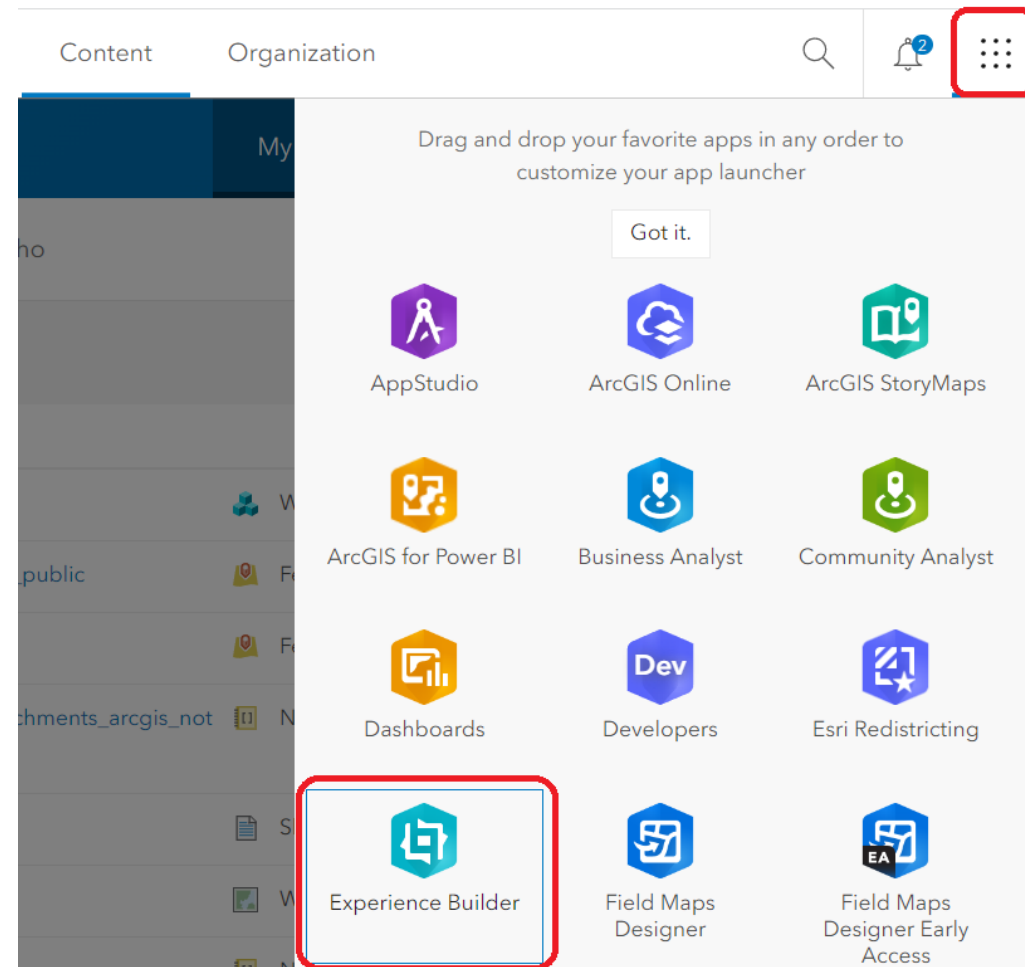 Content
Organization
2
My
Drag and drop your favorite apps in any order to
customize your app launcher
Got it.
ho
AppStudio
ArcGIS Online
ArcGIS StoryMaps
W
ArcGIS for Power BI
Business Analyst
Community Analyst
_public
Fe
Fe
Dev
chments_arcgis_not
N
Dashboards
Developers
Esri Redistricting
S
EA
W
Experience Builder
Field Maps
Designer
Field Maps
Designer Early
Access